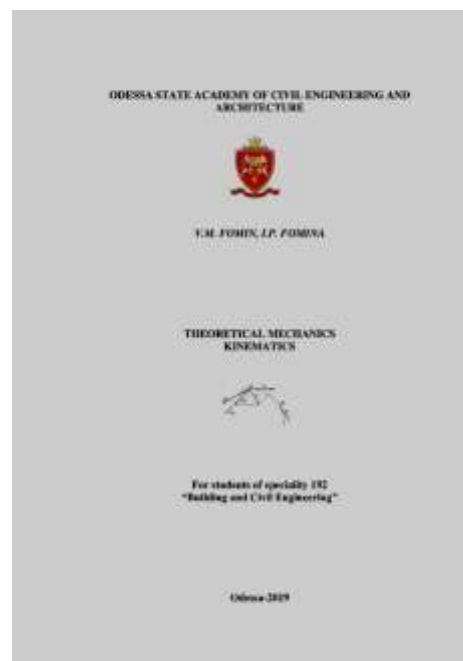 ODESSA STATE ACADEMY OF CIVIL ENGINEERING AND
ARCHITECTURE
V.M. FOMIN, I.P. FOMINA
THEORETICAL MECHANICS
KINEMATICS
For students of speciality 192
"Building and Civil Engineering"
Odessa-2019